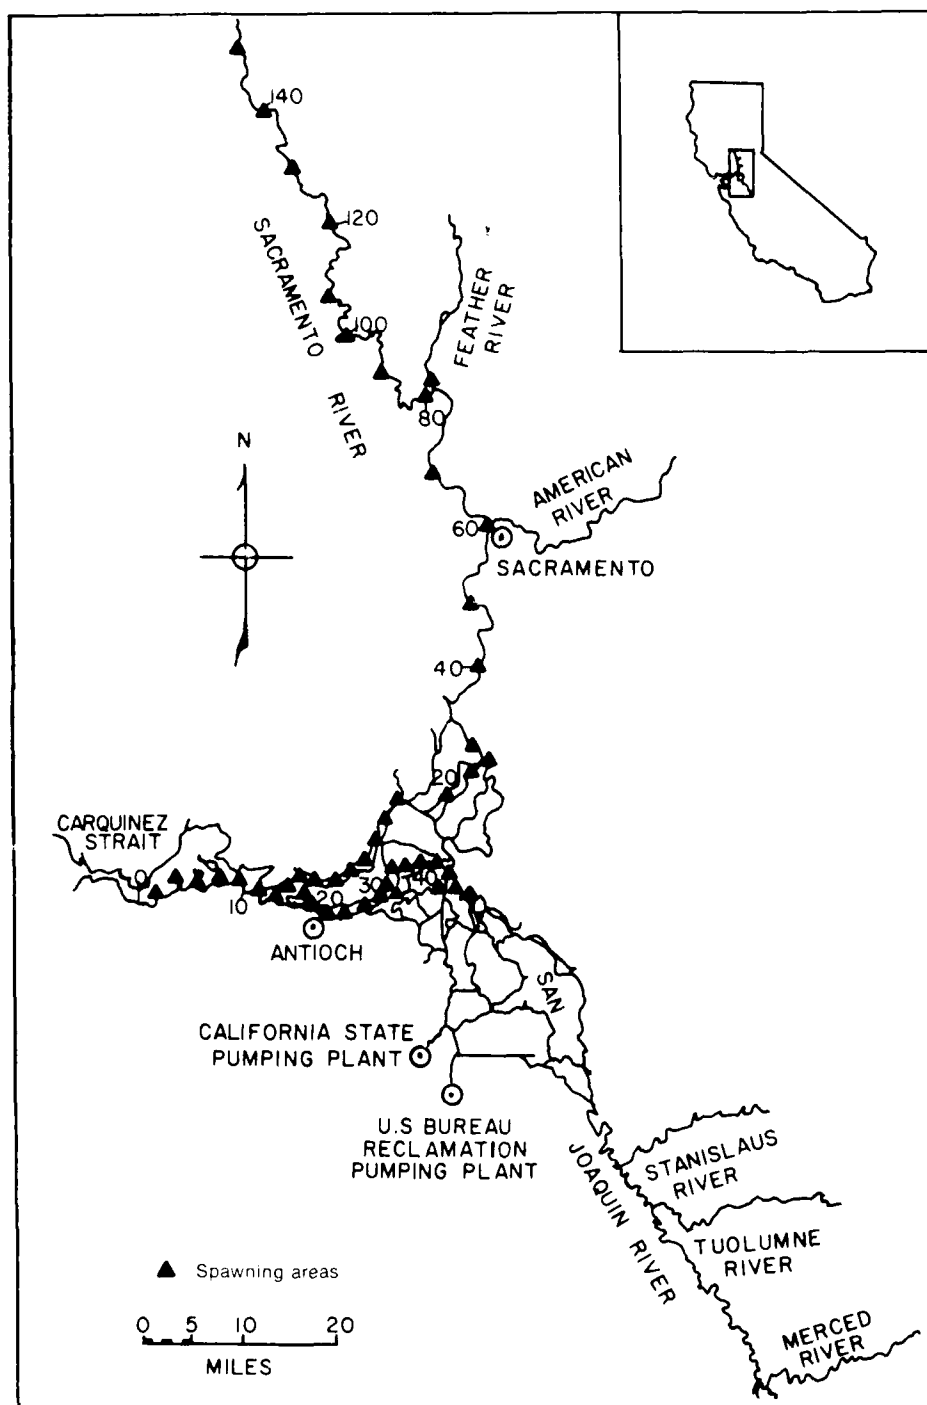 140
120
SACRAMENTO
RIVER
100
FEATHER
RIVER
80
N
AMERICAN
RIVER
60
SACRAMENTO
40
20
CARQUINEZ
STRAIT
0
10
20
30
40
ANTIOCH
SAN
JOAQUIN RIVER
CALIFORNIA STATE
PUMPING PLANT
U.S BUREAU
RECLAMATION
PUMPING PLANT
STANISLAUS
RIVER
TUOLUMNE
RIVER
MERCED
RIVER
Spawning areas
0 5 10 20
MILES